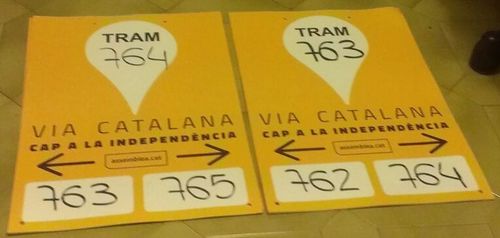 TRAM
764
VIA CATALANA
CAP A LA INDEPENDÈNCIA
assemblea.cat
763 765
TRAM
763
VIA CATALANA
CAP A LA INDEPENDÈNCIA
assemblea.cat
762 764